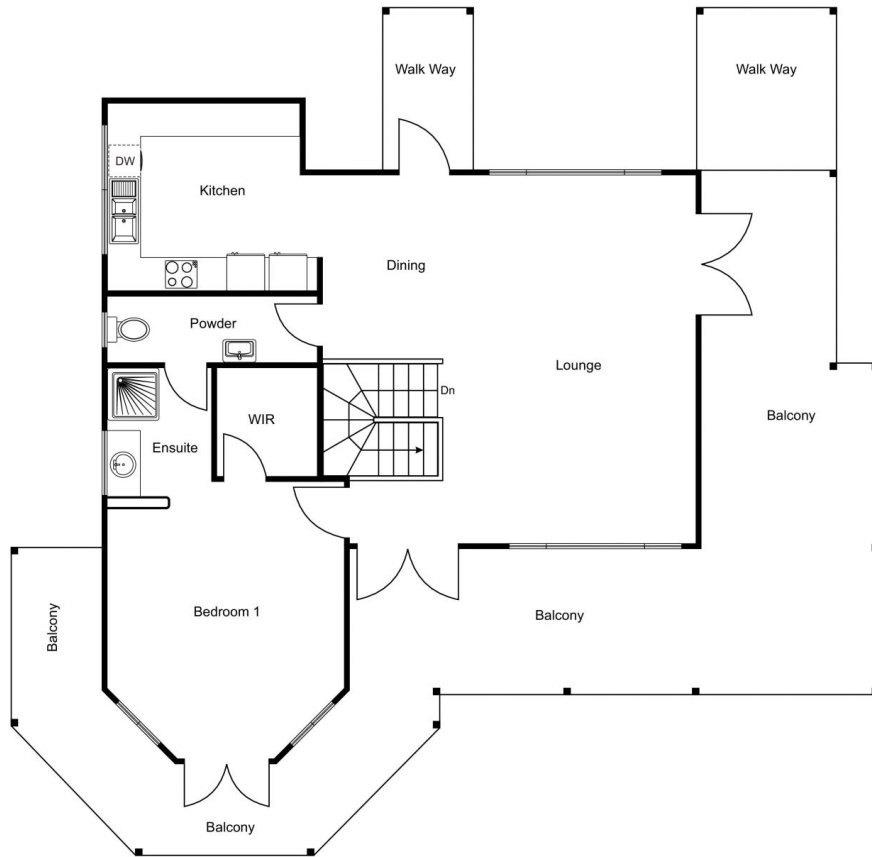 Walk Way
Walk Way
DW
Kitchen
Dining
Powder
Lounge
Dn
WIR
Balcony
Ensuite
Bedroom 1
Balcony
Balcony
Balcony